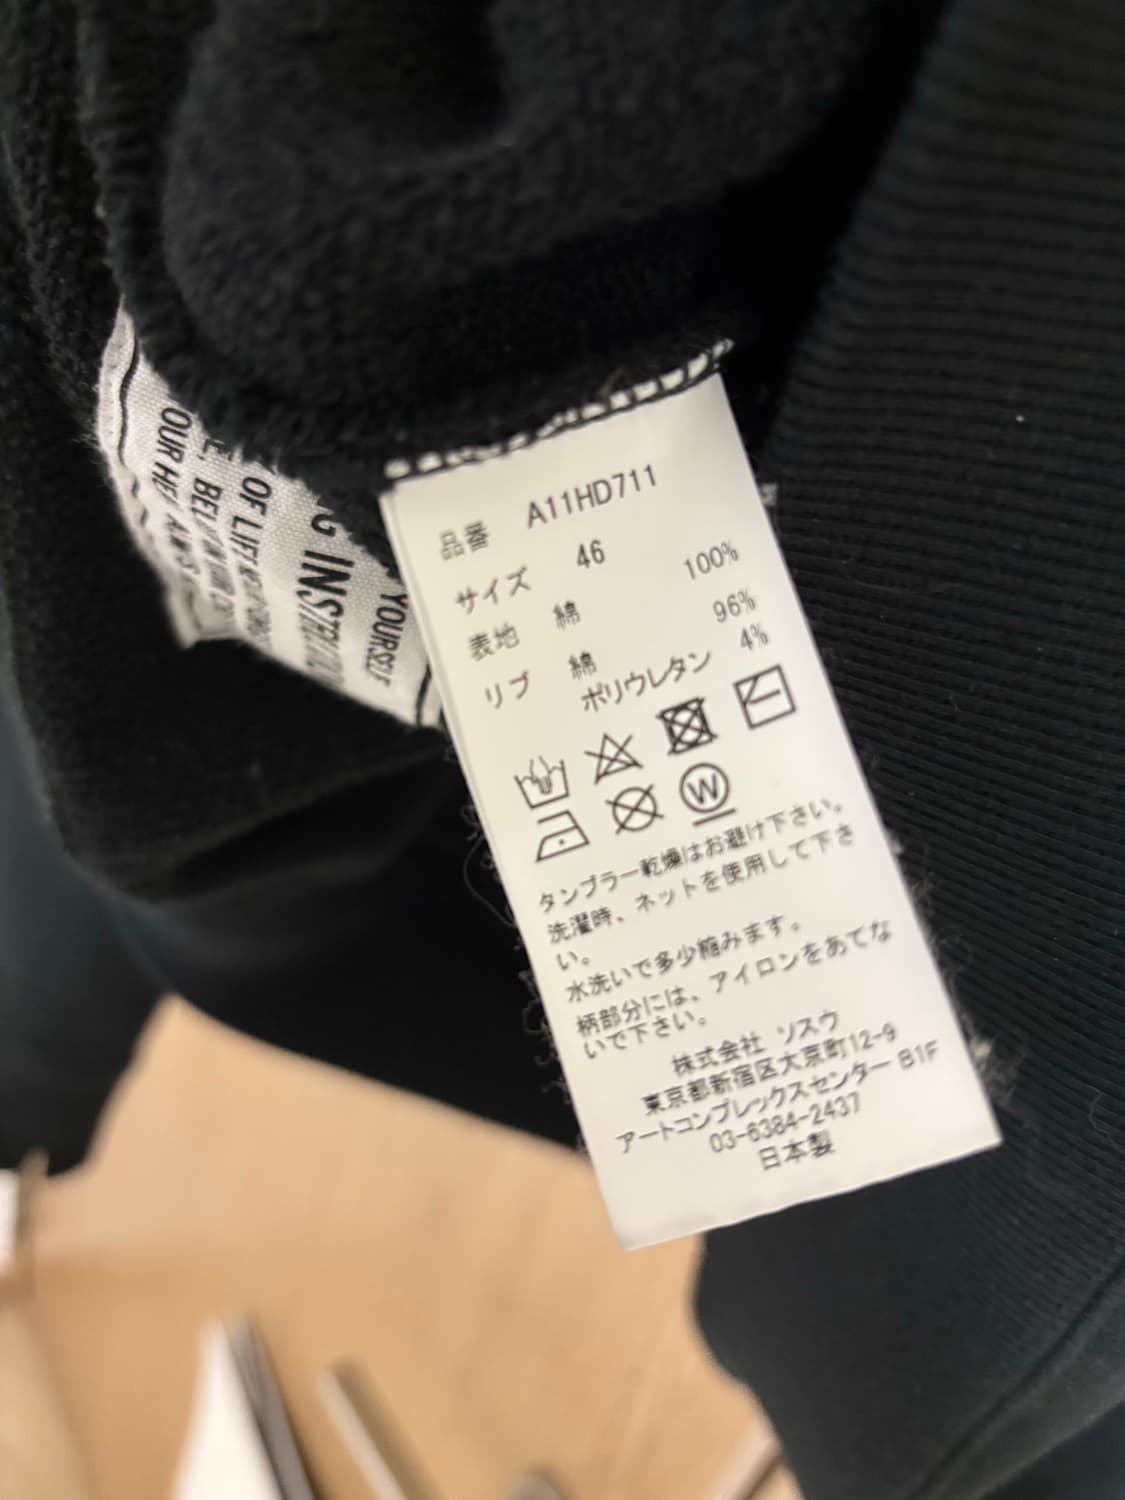 品番 A11HD711
サイズ 46
表地 綿 100%
リブ 綿 96%
ポリウレタン 4%
W
タンブラー乾燥はお避け下さい。
洗濯時、ネットを使用して下さ
い。
水洗いで多少縮みます。
柄部分には、アイロンをあてな
いで下さい。
株式会社 ソスウ
東京都新宿区大京町12-9
アートコンプレックスセンター B1F
03-6384-2437
日本製
YOURSELF
OF LIFE
OUR